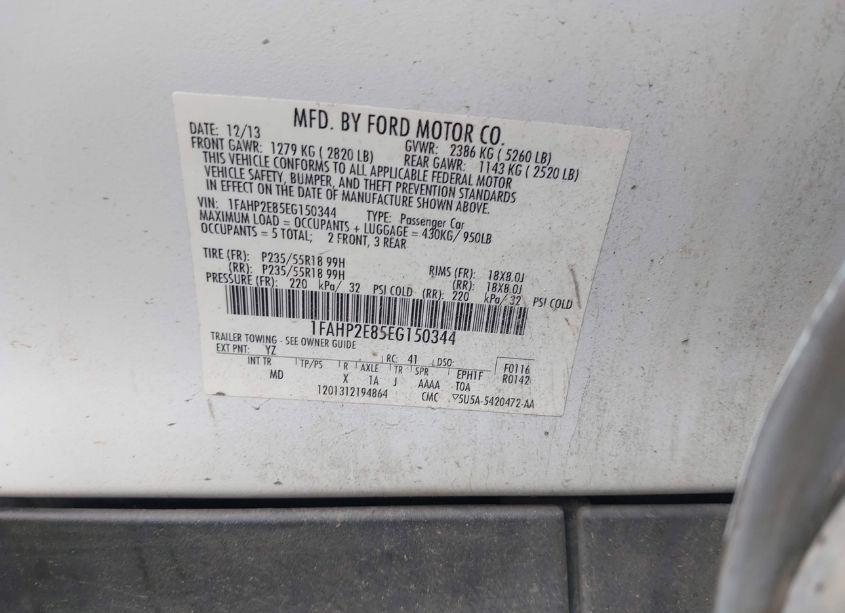 MFD. BY FORD MOTOR CO.
DATE: 12/13 GVWR: 2386 KG ( 5260 LB)
FRONT GAWR: 1279 KG ( 2820 LB) REAR GAWR: 1143 KG ( 2520 LB)
THIS VEHICLE CONFORMS TO ALL APPLICABLE FEDERAL MOTOR
VEHICLE SAFETY, BUMPER, AND THEFT PREVENTION STANDARDS
IN EFFECT ON THE DATE OF MANUFACTURE SHOWN ABOVE.
VIN: 1FAHP2E85EG150344 TYPE: Passenger Car
MAXIMUM LOAD = OCCUPANTS + LUGGAGE = 430KG/ 950LB
OCCUPANTS = 5 TOTAL; 2 FRONT, 3 REAR
TIRE (FR): P235/55R18 99H RIMS (FR): 18X8.0J
(RR): P235/55R18 99H (RR): 18X8.0J
PRESSURE (FR): 220 kPa/ 32 PSI COLD (RR): 220 kPa/ 32 PSI COLD
1FAHP2E85EG150344
TRAILER TOWING - SEE OWNER GUIDE
EXT PNT: YZ RC: 41 DSO: F0116
INT TR TP/PS R AXLE TR SPR EPH1F R0142
MD X 1A J AAAA T0A
1201312194864 CMC 5U5A-5420472-AA